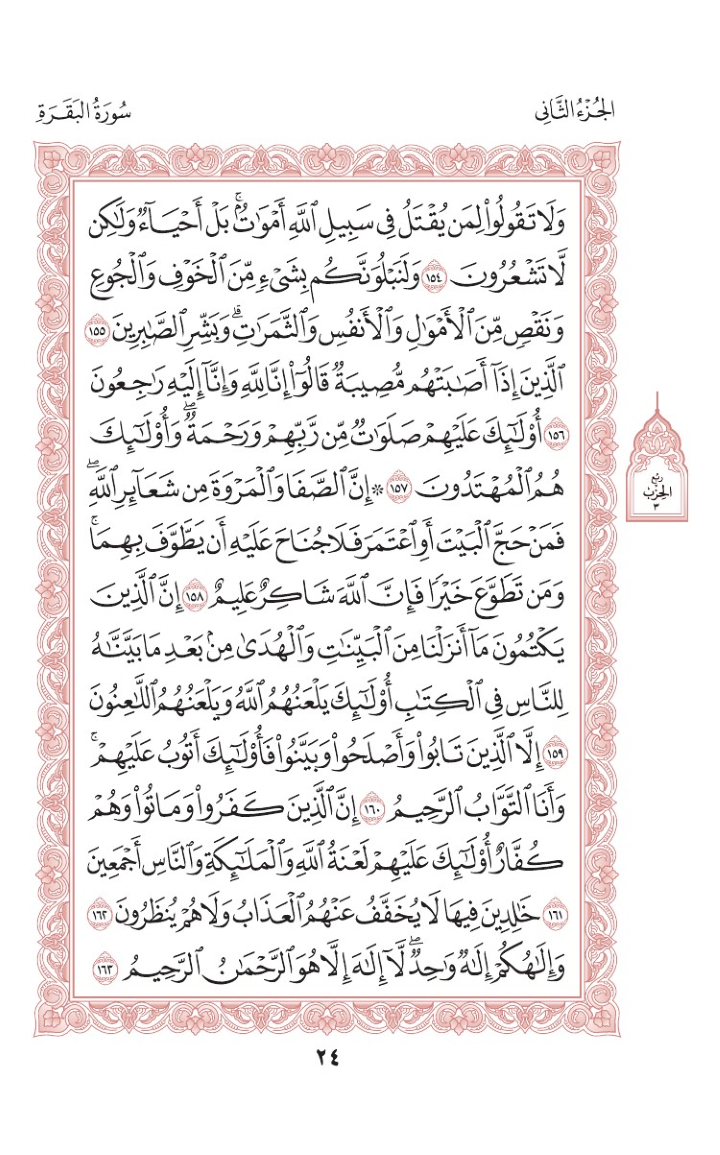 الجُزْءُ الثَّانِي
سُورَةُ البَقَرَةِ
وَلَا تَقُولُوا۟ لِمَن يُقْتَلُ فِى سَبِيلِ ٱللَّهِ أَمْوَٰتٌۢ ۚ بَلْ أَحْيَآءٌ وَلَٰكِن
لَّا تَشْعُرُونَ ١٥٤ وَلَنَبْلُوَنَّكُم بِشَىْءٍ مِّنَ ٱلْخَوْفِ وَٱلْجُوعِ
وَنَقْصٍ مِّنَ ٱلْأَمْوَٰلِ وَٱلْأَنفُسِ وَٱلثَّمَرَٰتِ ۗ وَبَشِّرِ ٱلصَّٰبِرِينَ ١٥٥
ٱلَّذِينَ إِذَآ أَصَٰبَتْهُم مُّصِيبَةٌ قَالُوٓا۟ إِنَّا لِلَّهِ وَإِنَّآ إِلَيْهِ رَٰجِعُونَ
١٥٦ أُو۟لَٰٓئِكَ عَلَيْهِمْ صَلَوَٰتٌ مِّن رَّبِّهِمْ وَرَحْمَةٌ ۖ وَأُو۟لَٰٓئِكَ
هُمُ ٱلْمُهْتَدُونَ ١٥٧ ۞ إِنَّ ٱلصَّفَا وَٱلْمَرْوَةَ مِن شَعَآئِرِ ٱللَّهِ ۖ
فَمَنْ حَجَّ ٱلْبَيْتَ أَوِ ٱعْتَمَرَ فَلَا جُنَاحَ عَلَيْهِ أَن يَطَّوَّفَ بِهِمَا ۚ
وَمَن تَطَوَّعَ خَيْرًا فَإِنَّ ٱللَّهَ شَاكِرٌ عَلِيمٌ ١٥٨ إِنَّ ٱلَّذِينَ
يَكْتُمُونَ مَآ أَنزَلْنَا مِنَ ٱلْبَيِّنَٰتِ وَٱلْهُدَىٰ مِنۢ بَعْدِ مَا بَيَّنَّٰهُ
لِلنَّاسِ فِى ٱلْكِتَٰبِ أُو۟لَٰٓئِكَ يَلْعَنُهُمُ ٱللَّهُ وَيَلْعَنُهُمُ ٱللَّٰعِنُونَ
١٥٩ إِلَّا ٱلَّذِينَ تَابُوا۟ وَأَصْلَحُوا۟ وَبَيَّنُوا۟ فَأُو۟لَٰٓئِكَ أَتُوبُ عَلَيْهِمْ ۚ
وَأَنَا ٱلتَّوَّابُ ٱلرَّحِيمُ ١٦٠ إِنَّ ٱلَّذِينَ كَفَرُوا۟ وَمَاتُوا۟ وَهُمْ
كُفَّارٌ أُو۟لَٰٓئِكَ عَلَيْهِمْ لَعْنَةُ ٱللَّهِ وَٱلْمَلَٰٓئِكَةِ وَٱلنَّاسِ أَجْمَعِينَ
١٦١ خَٰلِدِينَ فِيهَا لَا يُخَفَّفُ عَنْهُمُ ٱلْعَذَابُ وَلَا هُمْ يُنظَرُونَ ١٦٢
وَإِلَٰهُكُمْ إِلَٰهٌ وَٰحِدٌ ۖ لَّآ إِلَٰهَ إِلَّا هُوَ ٱلرَّحْمَٰنُ ٱلرَّحِيمُ ١٦٣
ربع
الحزب
٣
٢٤